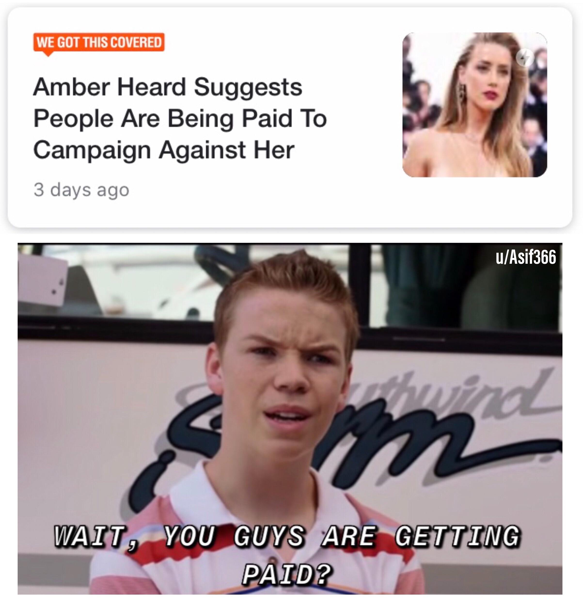 WE GOT THIS COVERED
Amber Heard Suggests
People Are Being Paid To
Campaign Against Her
3 days ago
u/Asif366
uthwind
WAIT, YOU GUYS ARE GETTING
PAID?